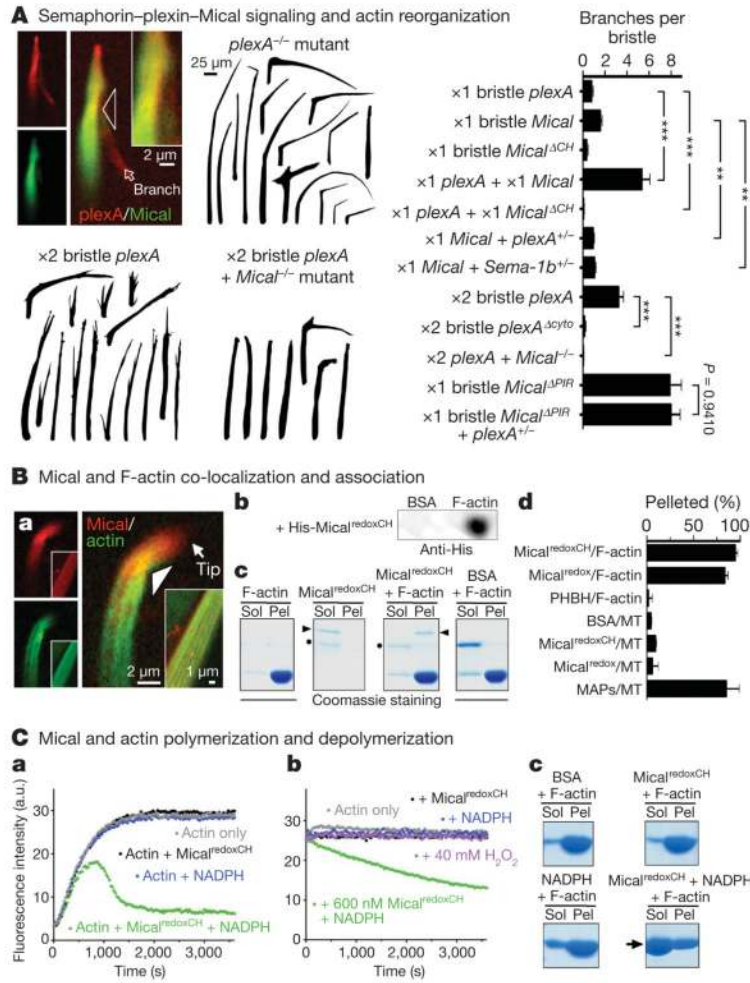 A Semaphorin–plexin–Mical signaling and actin reorganization
plexA–/– mutant
25 µm
2 µm
Branch
plexA/Mical
×2 bristle plexA
×2 bristle plexA
+ Mical–/– mutant
Branches per
bristle
0 2 4 6 8
×1 bristle plexA
×1 bristle Mical
×1 bristle MicalΔCH
×1 plexA + ×1 Mical
×1 plexA + ×1 MicalΔCH
×1 Mical + plexA+/–
×1 Mical + Sema-1b+/–
×2 bristle plexA
×2 bristle plexAΔcyto
×2 plexA + Mical–/–
×1 bristle MicalΔPIR
×1 bristle MicalΔPIR
+ plexA+/–
***
***
**
**
***
***
P = 0.9410
B Mical and F-actin co-localization and association
a
Mical/
actin
Tip
2 µm
1 µm
b
BSA F-actin
+ His-MicalredoxCH
Anti-His
c
F-actin
Sol Pel
MicalredoxCH
Sol Pel
MicalredoxCH
+ F-actin
Sol Pel
BSA
+ F-actin
Sol Pel
Coomassie staining
d
Pelleted (%)
0 50 100
MicalredoxCH/F-actin
Micalredox/F-actin
PHBH/F-actin
BSA/MT
MicalredoxCH/MT
Micalredox/MT
MAPs/MT
C Mical and actin polymerization and depolymerization
a
Fluorescence intensity (a.u.)
30
20
10
0
Actin only
Actin + MicalredoxCH
Actin + NADPH
Actin + MicalredoxCH + NADPH
0 1,000 2,000 3,000
Time (s)
b
30
20
10
0
Actin only
+ MicalredoxCH
+ NADPH
+ 40 mM H2O2
+ 600 nM MicalredoxCH
+ NADPH
0 1,000 2,000 3,000
Time (s)
c
BSA
+ F-actin
Sol Pel
MicalredoxCH
+ F-actin
Sol Pel
NADPH
+ F-actin
Sol Pel
MicalredoxCH + NADPH
+ F-actin
Sol Pel